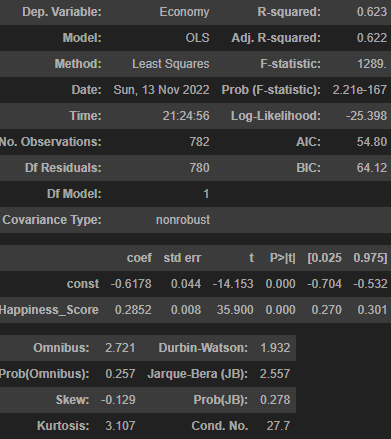 Dep. Variable: Economy R-squared: 0.623
Model: OLS Adj. R-squared: 0.622
Method: Least Squares F-statistic: 1289.
Date: Sun, 13 Nov 2022 Prob (F-statistic): 2.21e-167
Time: 21:24:56 Log-Likelihood: -25.398
No. Observations: 782 AIC: 54.80
Df Residuals: 780 BIC: 64.12
Df Model: 1
Covariance Type: nonrobust
coef std err t P>|t| [0.025 0.975]
const -0.6178 0.044 -14.153 0.000 -0.704 -0.532
Happiness_Score 0.2852 0.008 35.900 0.000 0.270 0.301
Omnibus: 2.721 Durbin-Watson: 1.932
Prob(Omnibus): 0.257 Jarque-Bera (JB): 2.557
Skew: -0.129 Prob(JB): 0.278
Kurtosis: 3.107 Cond. No. 27.7